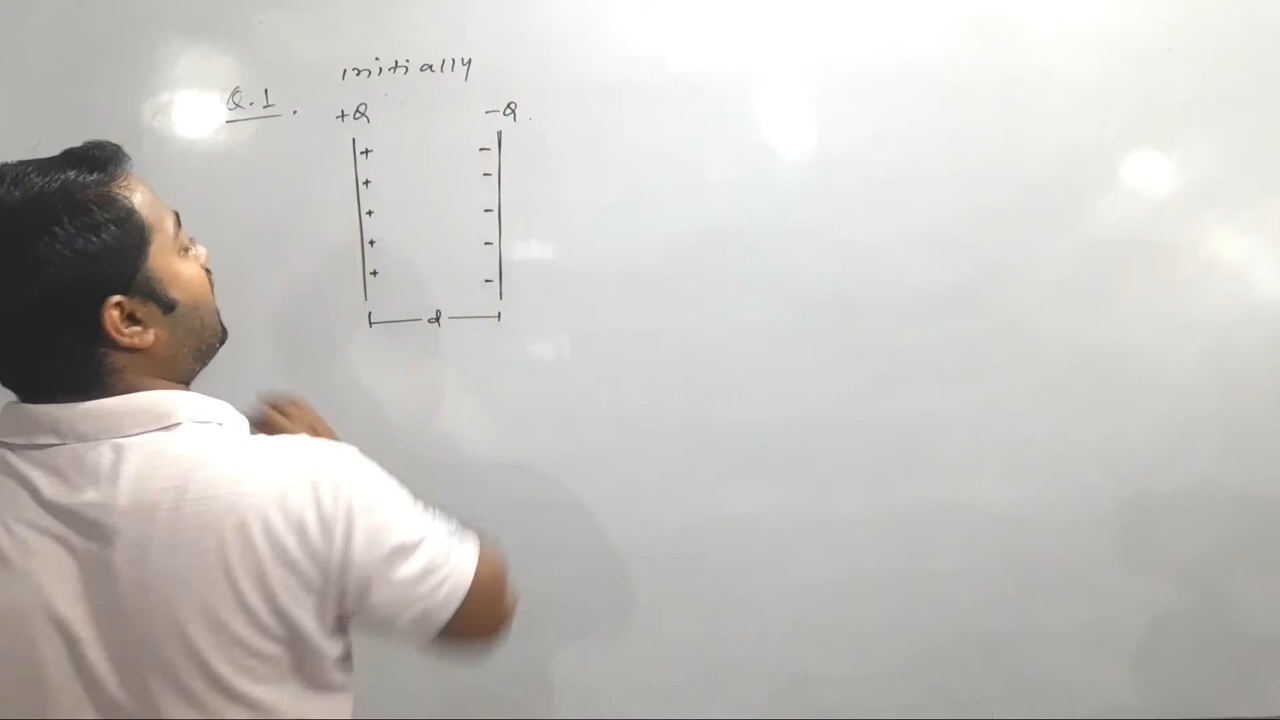 initially
Q.1.
+Q -Q.
+ -
+ -
+ -
+ -
+ -
d